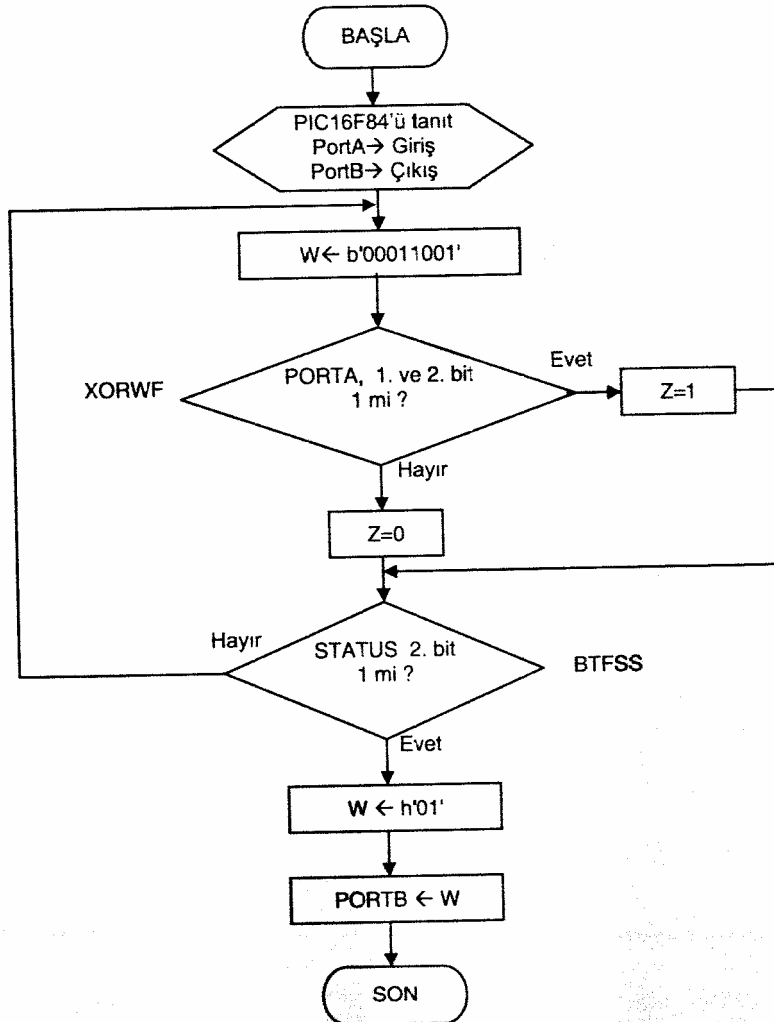 BAŞLA
PIC16F84'ü tanıt
PortA→ Giriş
PortB→ Çıkış
W← b'00011001'
XORWF
PORTA, 1. ve 2. bit
1 mi ?
Evet
Z=1
Hayır
Z=0
Hayır
STATUS 2. bit
1 mi ?
BTFSS
Evet
W ← h'01'
PORTB ← W
SON